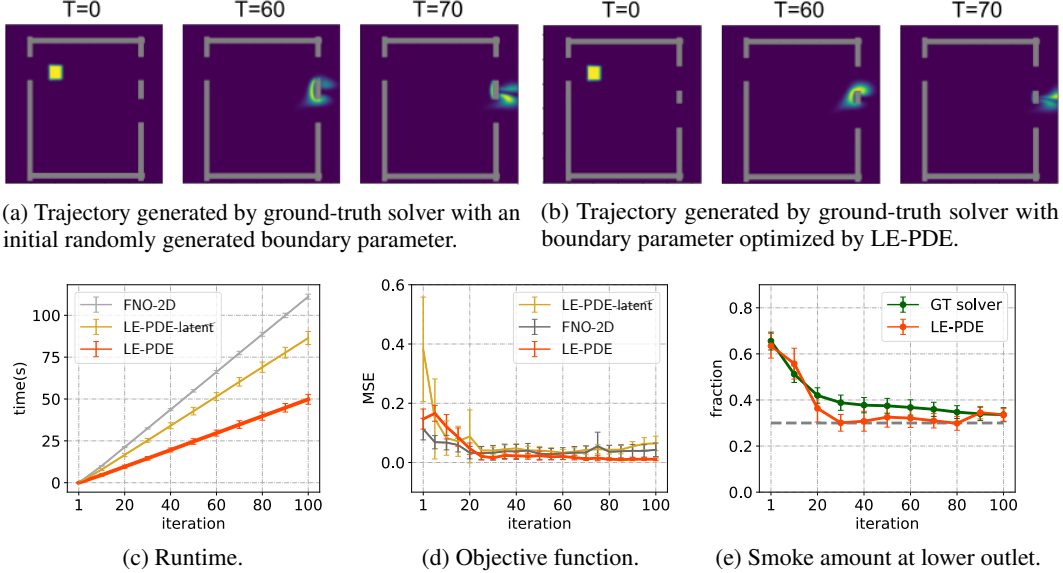 T=0 T=60 T=70 T=0 T=60 T=70
(a) Trajectory generated by ground-truth solver with an
initial randomly generated boundary parameter.
(b) Trajectory generated by ground-truth solver with
boundary parameter optimized by LE-PDE.
FNO-2D
LE-PDE-latent
LE-PDE
100
75
50
25
0
time(s)
1 20 40 60 80 100
iteration
(c) Runtime.
LE-PDE-latent
FNO-2D
LE-PDE
0.6
0.4
0.2
0.0
MSE
1 20 40 60 80 100
iteration
(d) Objective function.
GT solver
LE-PDE
0.8
0.6
0.4
0.2
0.0
fraction
1 20 40 60 80 100
iteration
(e) Smoke amount at lower outlet.